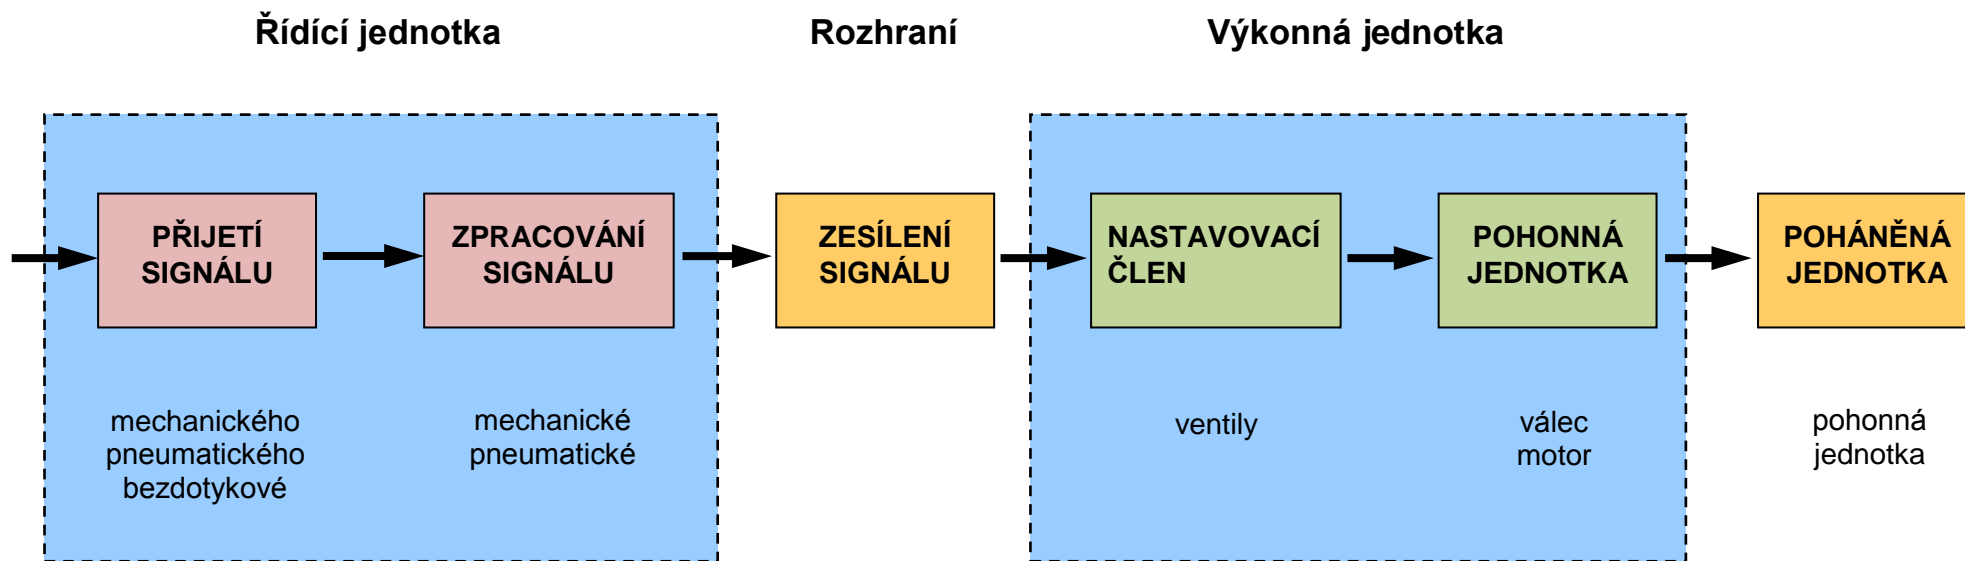 Řídící jednotka
Rozhraní
Výkonná jednotka
PŘIJETÍ
SIGNÁLU
ZPRACOVÁNÍ
SIGNÁLU
ZESÍLENÍ
SIGNÁLU
NASTAVOVACÍ
ČLEN
POHONNÁ
JEDNOTKA
POHÁNĚNÁ
JEDNOTKA
mechanického
pneumatického
bezdotykové
mechanické
pneumatické
ventily
válec
motor
pohonná
jednotka